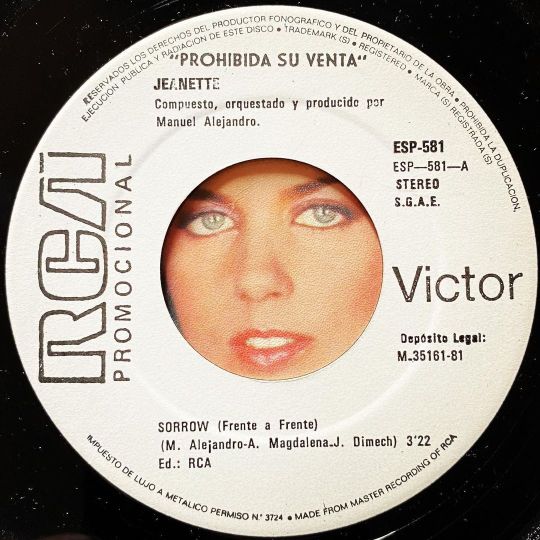 RESERVADOS LOS DERECHOS DEL PRODUCTOR FONOGRAFICO Y DEL PROPIETARIO DE LA OBRA • PROHIBIDA LA DUPLICACION,
EJECUCION PUBLICA Y RADIACION DE ESTE DISCO • TRADEMARK (S) • REGISTERED • MARCA (S) REGISTRADA (S)
"PROHIBIDA SU VENTA"
JEANETTE
Compuesto, orquestado y producido por
Manuel Alejandro.
ESP-581
ESP—581—A
STEREO
S.G.A.E.
RCA
PROMOCIONAL
Victor
Depósito Legal:
M.35161-81
SORROW (Frente a Frente)
(M. Alejandro-A. Magdalena-J. Dimech) 3'22
Ed.: RCA
IMPUESTO DE LUJO A METALICO PERMISO N.º 3724 • MADE FROM MASTER RECORDING OF RCA